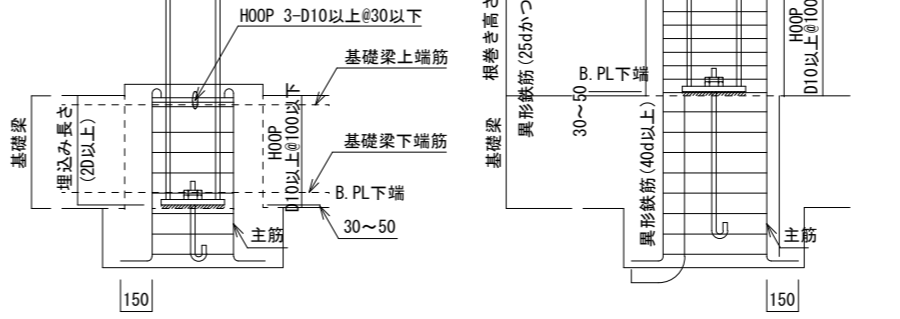 HOOP 3-D10以上@30以下
基礎梁上端筋
基礎梁
埋込み長さ
(2D以上)
HOOP
D10以上@100以下
基礎梁下端筋
B.PL下端
30～50
主筋
150
根巻き高さ
異形鉄筋(25dかつ
HOOP
D10以上@100
B.PL下端
30～50
基礎梁
異形鉄筋(40d以上)
主筋
150